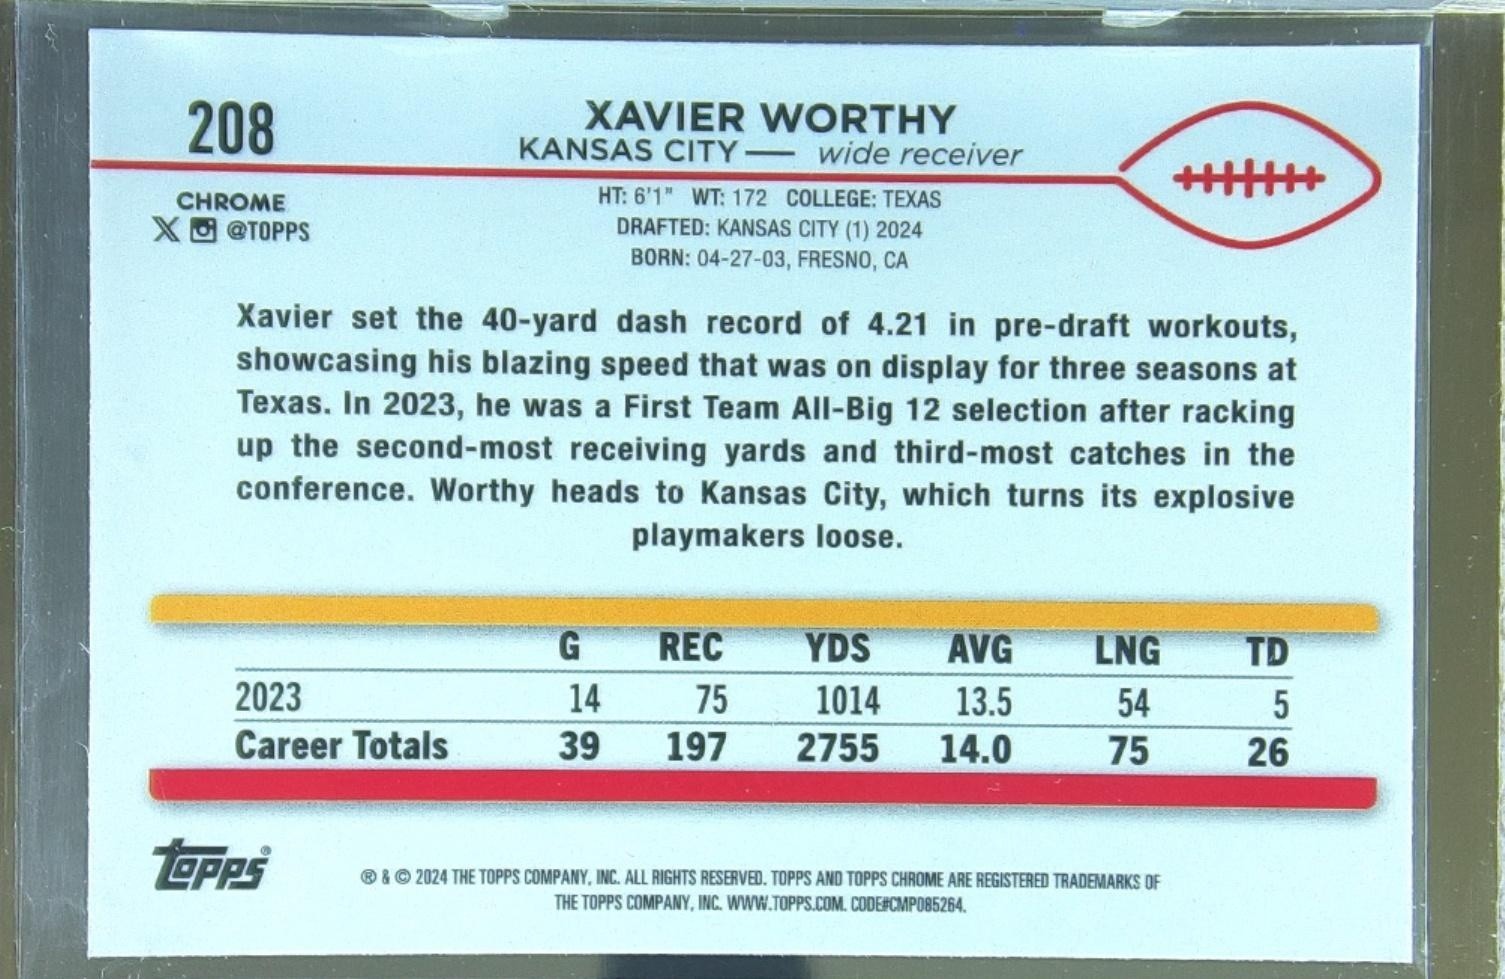 208
XAVIER WORTHY
KANSAS CITY — wide receiver
CHROME
X @TOPPS
HT: 6'1" WT: 172 COLLEGE: TEXAS
DRAFTED: KANSAS CITY (1) 2024
BORN: 04-27-03, FRESNO, CA
Xavier set the 40-yard dash record of 4.21 in pre-draft workouts,
showcasing his blazing speed that was on display for three seasons at
Texas. In 2023, he was a First Team All-Big 12 selection after racking
up the second-most receiving yards and third-most catches in the
conference. Worthy heads to Kansas City, which turns its explosive
playmakers loose.
G REC YDS AVG LNG TD
2023 14 75 1014 13.5 54 5
Career Totals 39 197 2755 14.0 75 26
Topps®
® & © 2024 THE TOPPS COMPANY, INC. ALL RIGHTS RESERVED. TOPPS AND TOPPS CHROME ARE REGISTERED TRADEMARKS OF
THE TOPPS COMPANY, INC. WWW.TOPPS.COM. CODE#CMP085264.